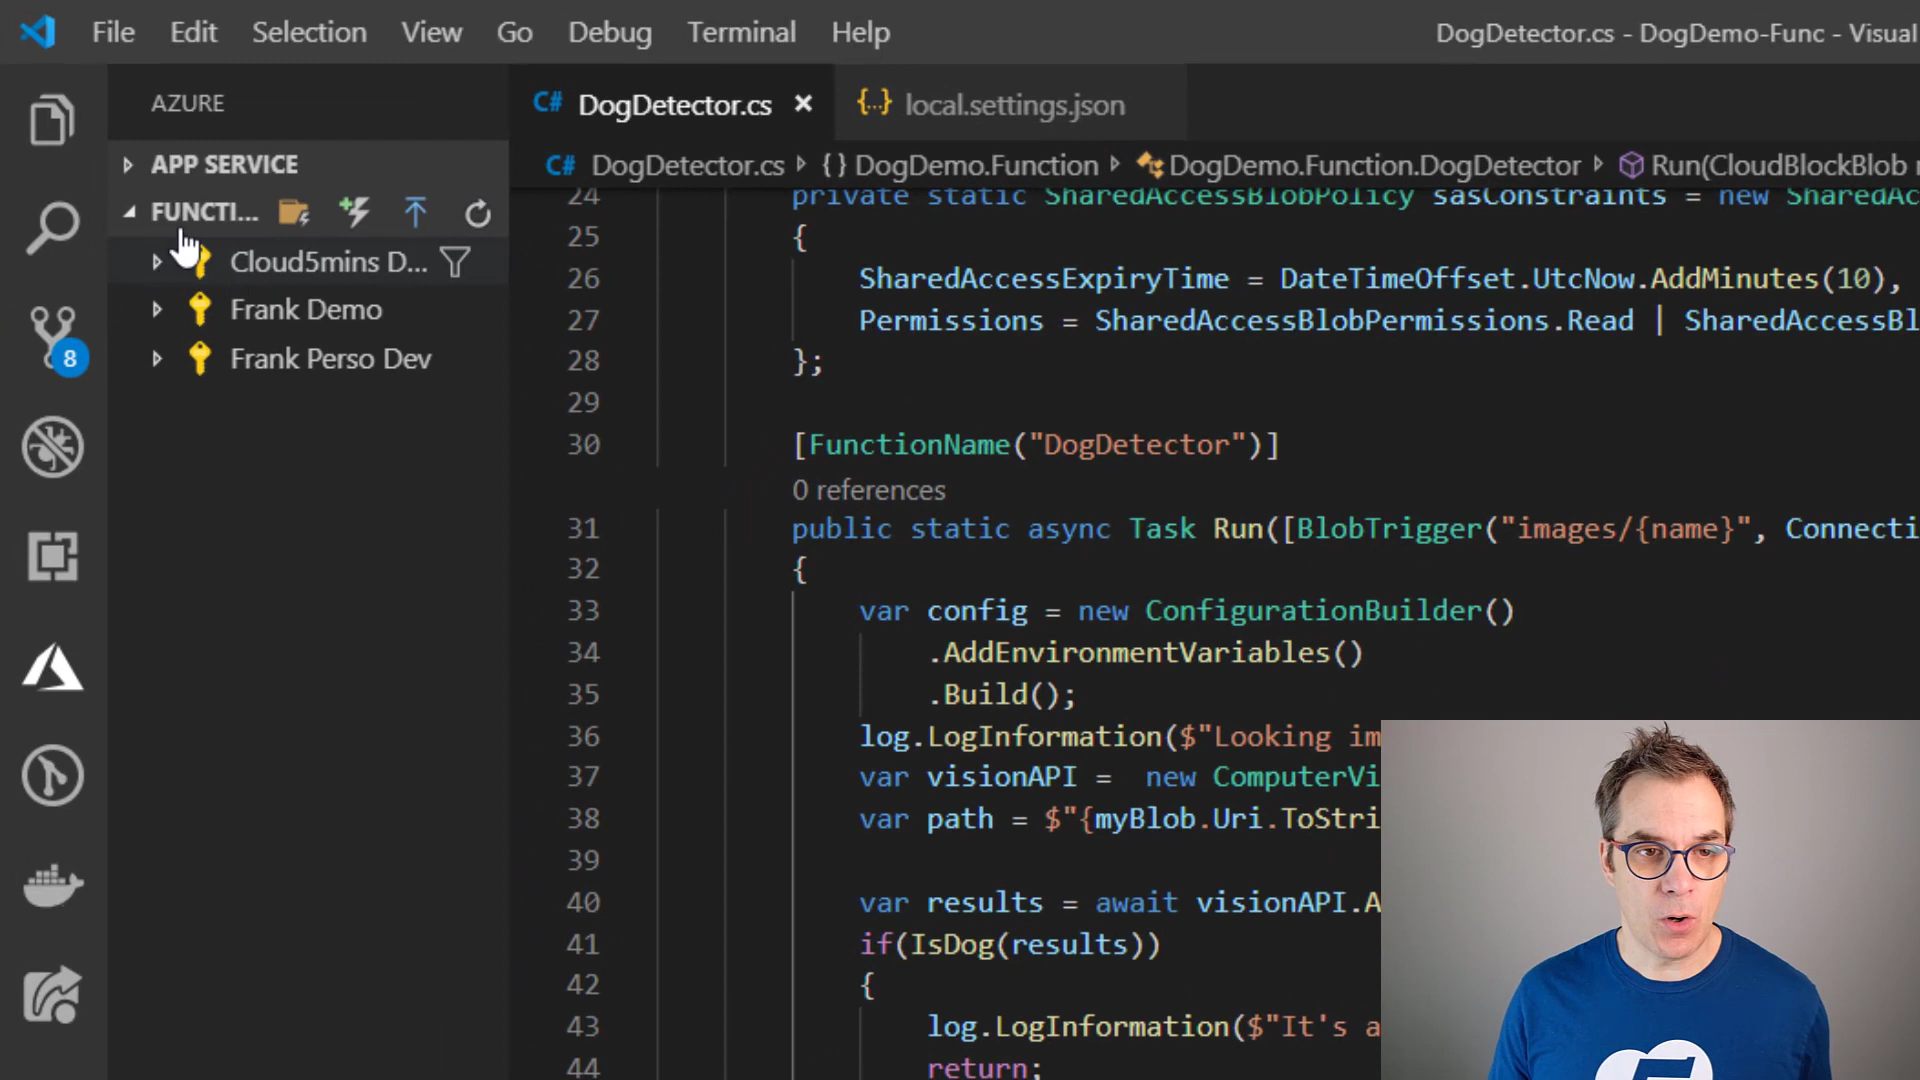 File Edit Selection View Go Debug Terminal Help
DogDetector.cs - DogDemo-Func - Visual
AZURE
DogDetector.cs
local.settings.json
APP SERVICE
DogDetector.cs {} DogDemo.Function DogDemo.Function.DogDetector Run(CloudBlockBlob
FUNCTI...
Cloud5mins D...
Frank Demo
Frank Perso Dev
8
24 private static SharedAccessBlobPolicy sasConstraints = new SharedAc
25 {
26 SharedAccessExpiryTime = DateTimeOffset.UtcNow.AddMinutes(10),
27 Permissions = SharedAccessBlobPermissions.Read | SharedAccessBl
28 };
29
30 [FunctionName("DogDetector")]
0 references
31 public static async Task Run([BlobTrigger("images/{name}", Connecti
32 {
33 var config = new ConfigurationBuilder()
34 .AddEnvironmentVariables()
35 .Build();
36 log.LogInformation($"Looking im
37 var visionAPI = new ComputerVi
38 var path = $"{myBlob.Uri.ToStri
39
40 var results = await visionAPI.A
41 if(IsDog(results))
42 {
43 log.LogInformation($"It's a
44 return;